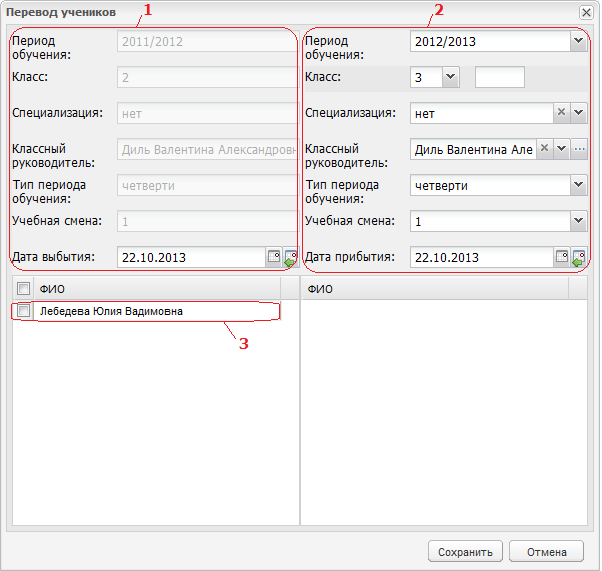 Перевод учеников
1
2
Период обучения:
2011/2012
Класс:
2
Специализация:
нет
Классный руководитель:
Диль Валентина Александровн
Тип периода обучения:
четверти
Учебная смена:
1
Дата выбытия:
22.10.2013
Период обучения:
2012/2013
Класс:
3
Специализация:
нет
Классный руководитель:
Диль Валентина Але
Тип периода обучения:
четверти
Учебная смена:
1
Дата прибытия:
22.10.2013
ФИО
ФИО
Лебедева Юлия Вадимовна
3
Сохранить
Отмена